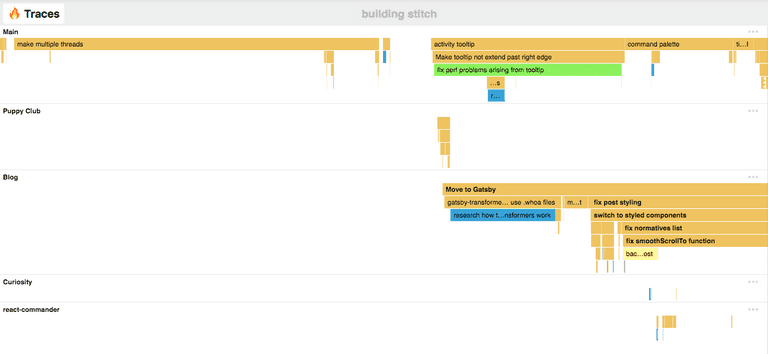 🔥 Traces
building stitch
Main
make multiple threads
activity tooltip
command palette
ti...l
Make tooltip not extend past right edge
fix perf problems arising from tooltip
...s
r...
Puppy Club
Blog
Move to Gatsby
gatsby-transforme... use .whoa files
m...t
fix post styling
research how t...nsformers work
switch to styled components
fix normatives list
fix smoothScrollTo function
bac...ost
Curiosity
react-commander